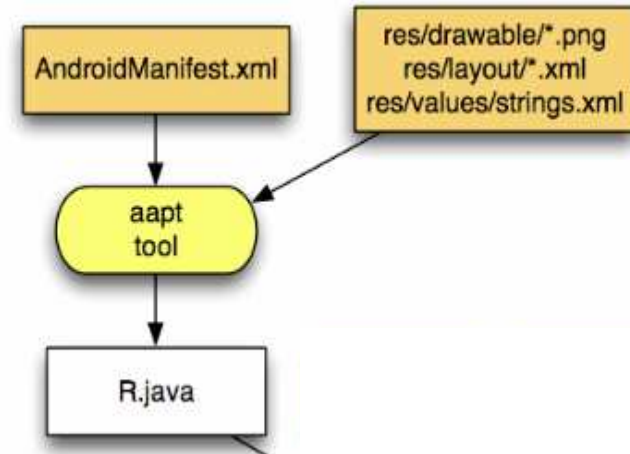 AndroidManifest.xml
res/drawable/*.png
res/layout/*.xml
res/values/strings.xml
aapt
tool
R.java